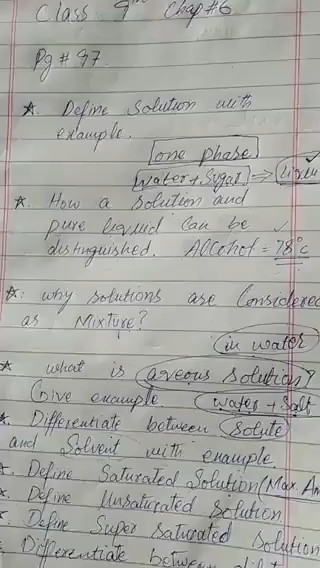 Class 9th Chap #6
Pg # 97
*. Define Solution with
example.
one phase.
Water + Sugar ⇒
*. How a solution and
pure liquid can be ✓
distinguished. Alcohol = 78°C
*: why solutions are Considered
as Mixture?
in water
* what is aqeous solution?
Give example. water + Salt
*. Differentiate between Solute
and Solvent with example.
*. Define Saturated Solution (Max. Am
*. Define Unsaturated Solution
*. Define Super saturated Solution
Differentiate between